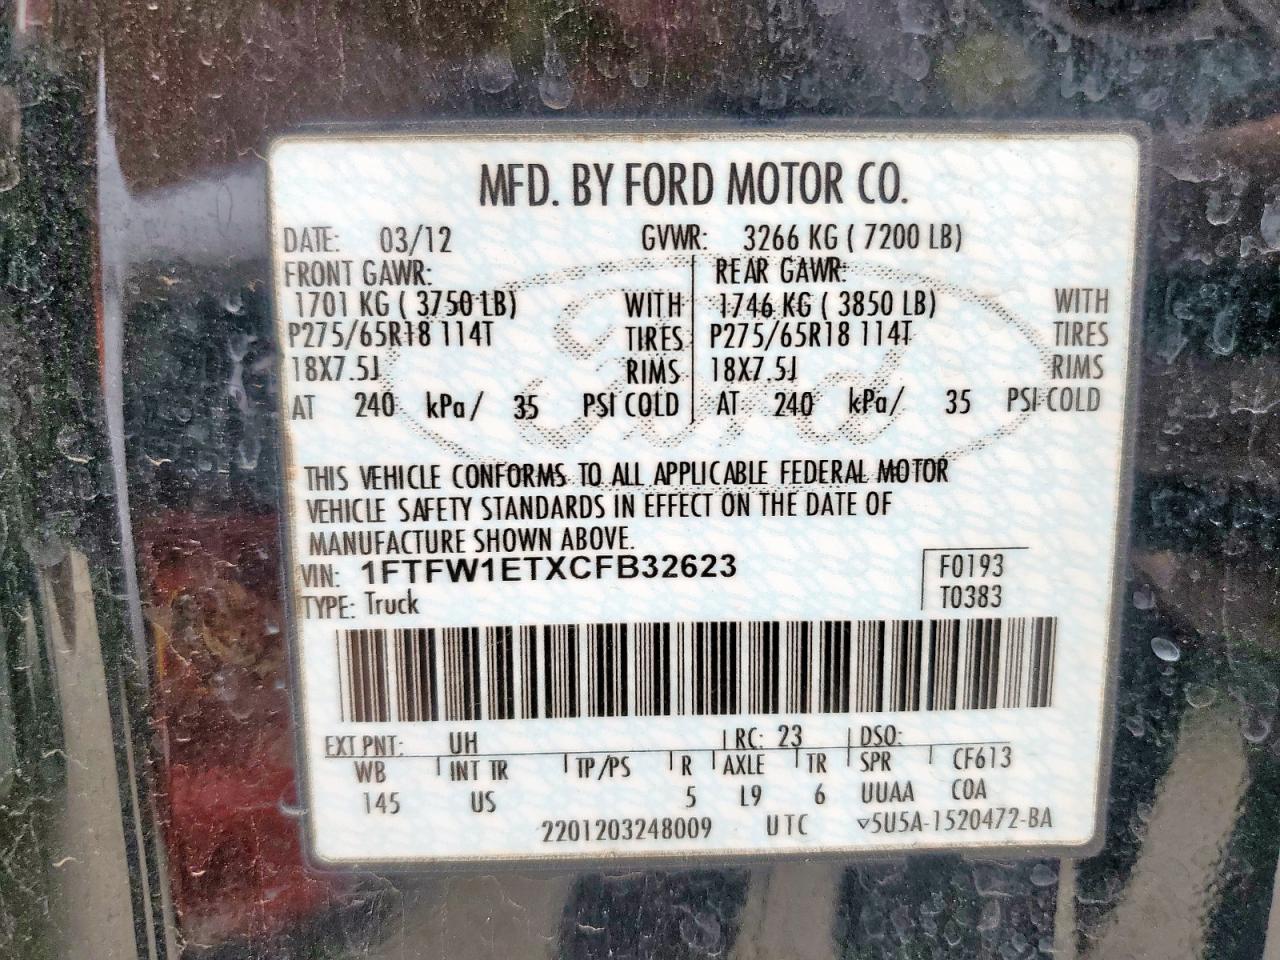 MFD. BY FORD MOTOR CO.
DATE: 03/12 GVWR: 3266 KG ( 7200 LB)
FRONT GAWR: REAR GAWR:
1701 KG ( 3750 LB) WITH 1746 KG ( 3850 LB) WITH
P275/65R18 114T TIRES P275/65R18 114T TIRES
18X7.5J RIMS 18X7.5J RIMS
AT 240 kPa/ 35 PSI COLD AT 240 kPa/ 35 PSI COLD
Ford
THIS VEHICLE CONFORMS TO ALL APPLICABLE FEDERAL MOTOR
VEHICLE SAFETY STANDARDS IN EFFECT ON THE DATE OF
MANUFACTURE SHOWN ABOVE.
VIN: 1FTFW1ETXCFB32623 F0193
TYPE: Truck T0383
EXT PNT: UH RC: 23 DSO:
WB INT TR TP/PS R AXLE TR SPR CF613
145 US 5 L9 6 UUAA COA
2201203248009 UTC ▽5U5A-1520472-BA